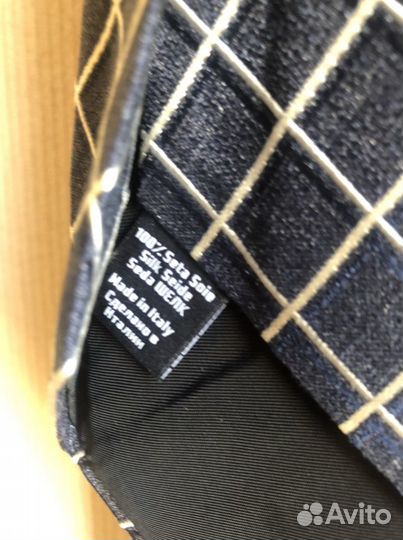 100% Seta Soie
Silk Seide
Seda ШЕЛК
Made in Italy
Сделано в
Италии
Avito